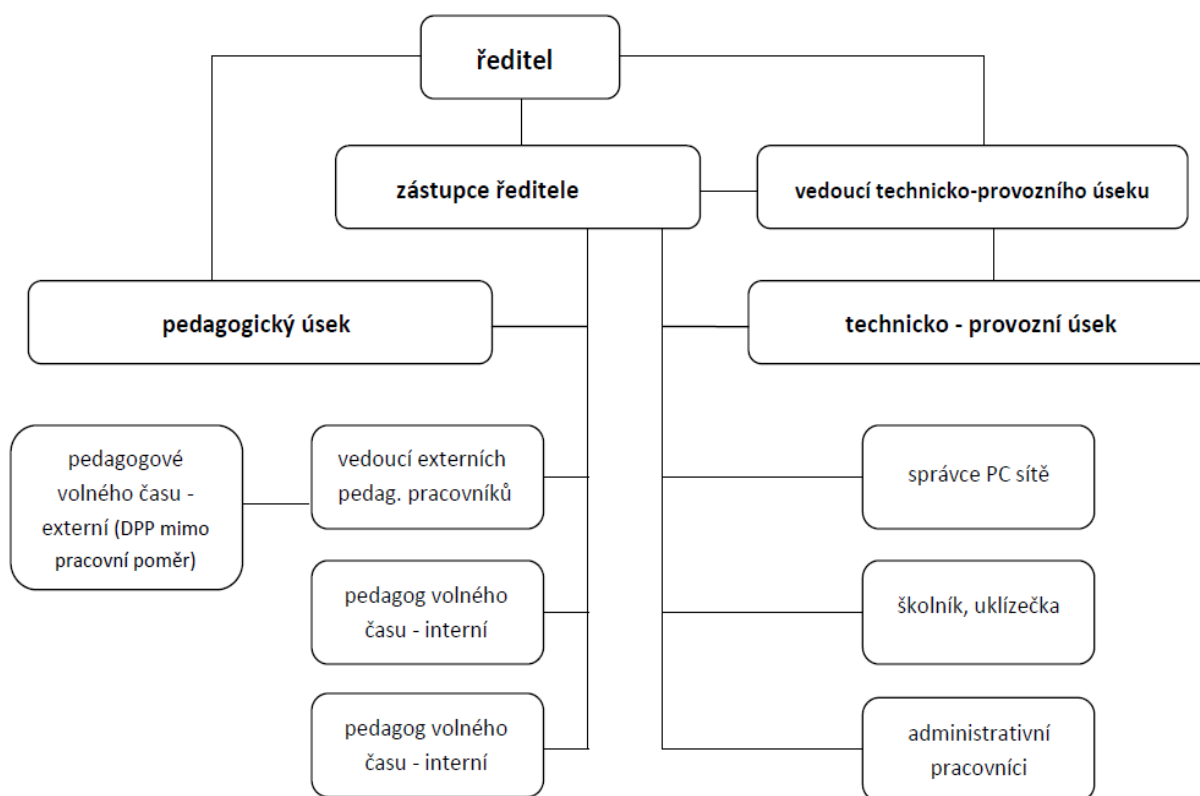 ředitel
zástupce ředitele
vedoucí technicko-provozního úseku
pedagogický úsek
technicko - provozní úsek
pedagogové
volného času -
externí (DPP mimo
pracovní poměr)
vedoucí externích
pedag. pracovníků
správce PC sítě
pedagog volného
času - interní
školník, uklízečka
pedagog volného
času - interní
administrativní
pracovníci